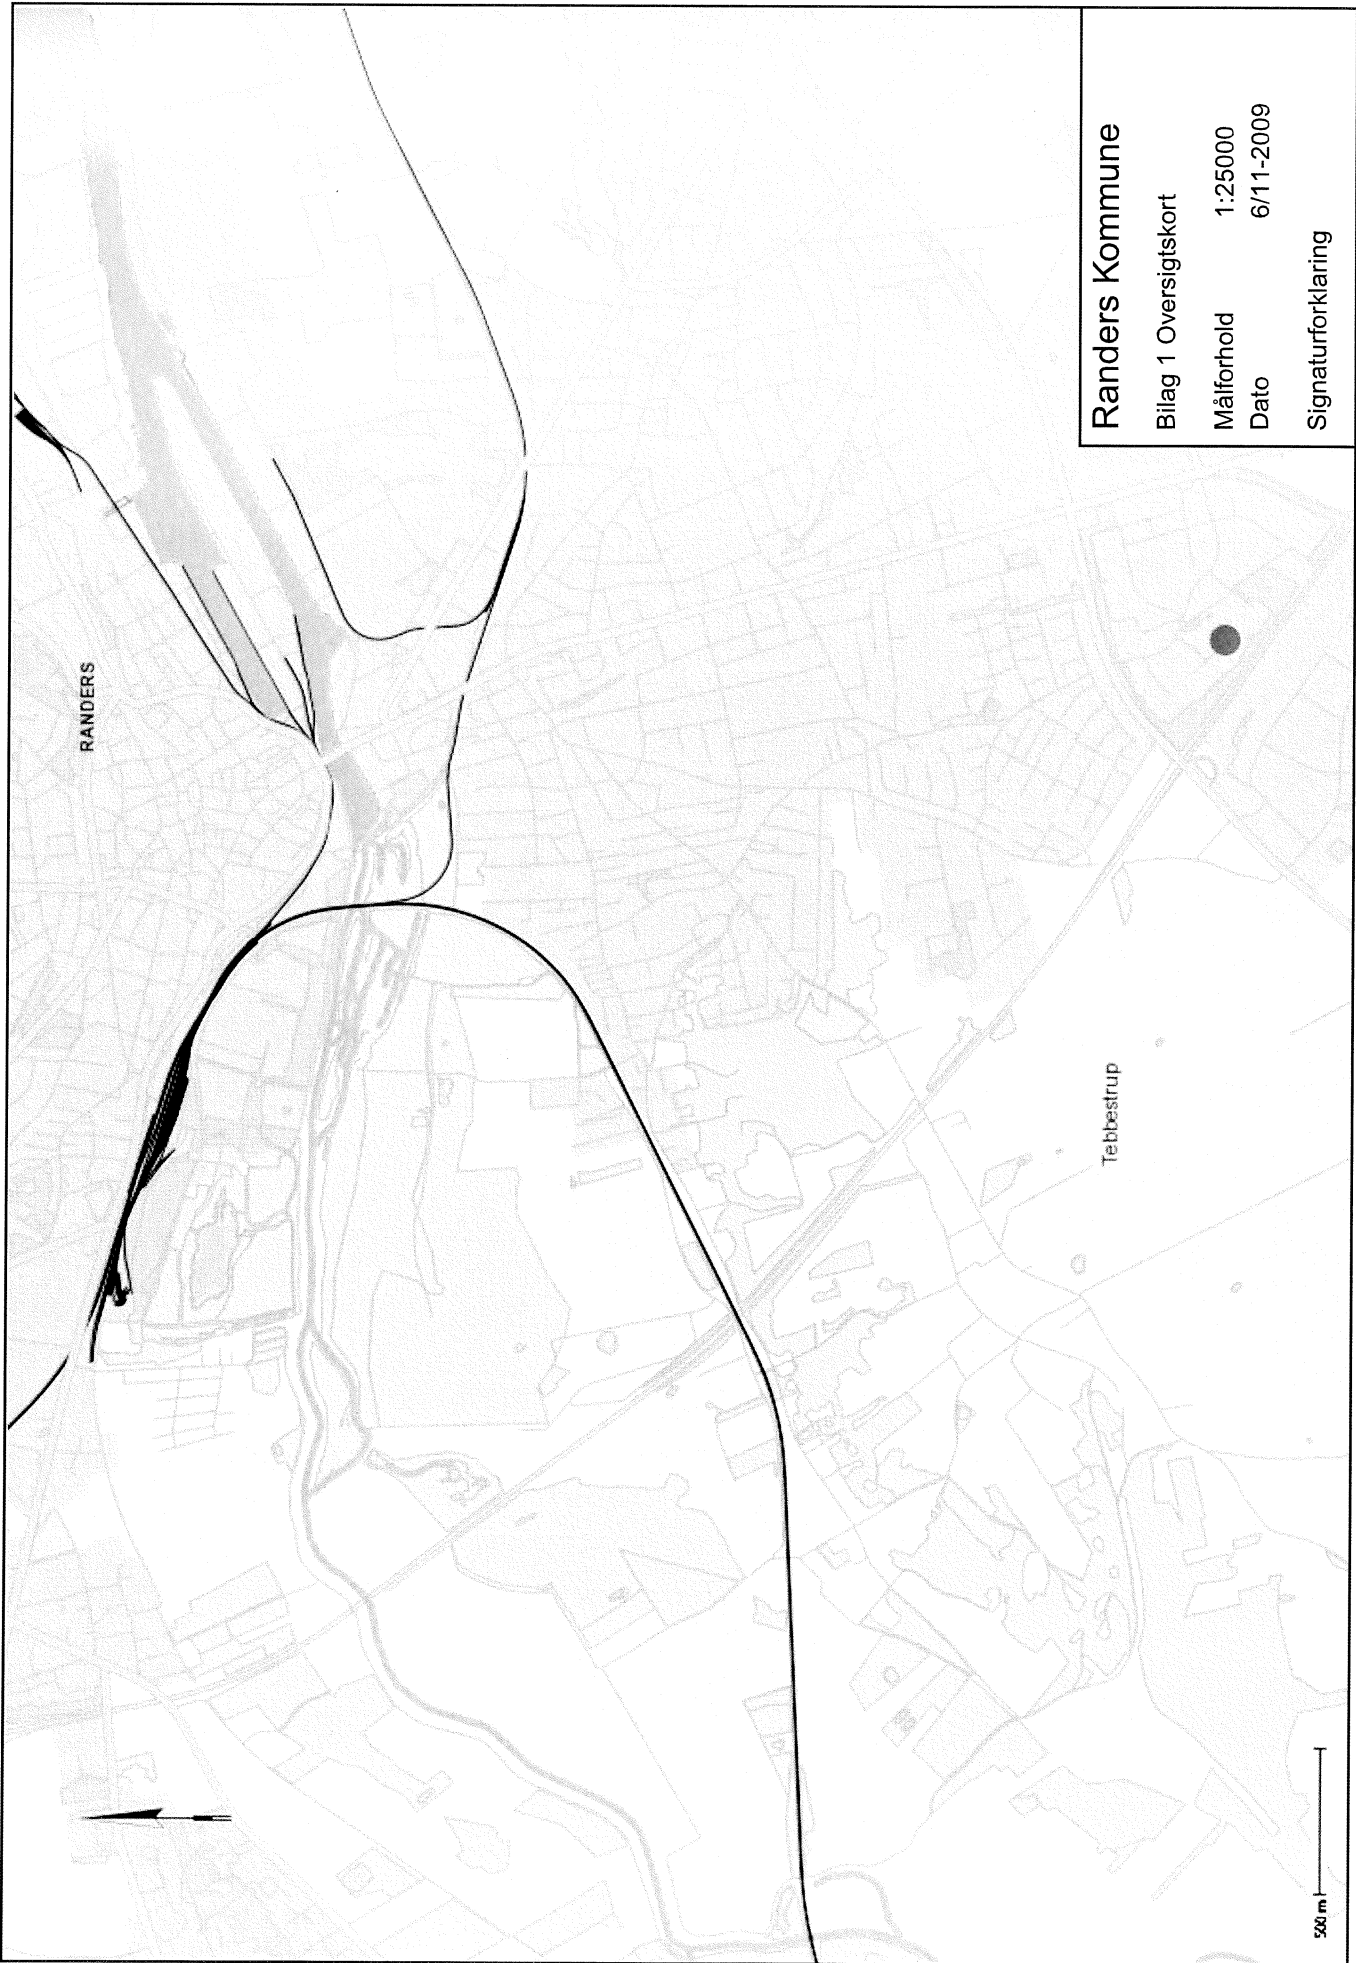 RANDERS
Tebbestrup
500 m
Randers Kommune
Bilag 1 Oversigtskort
Målforhold 1:25000
Dato 6/11-2009
Signaturforklaring